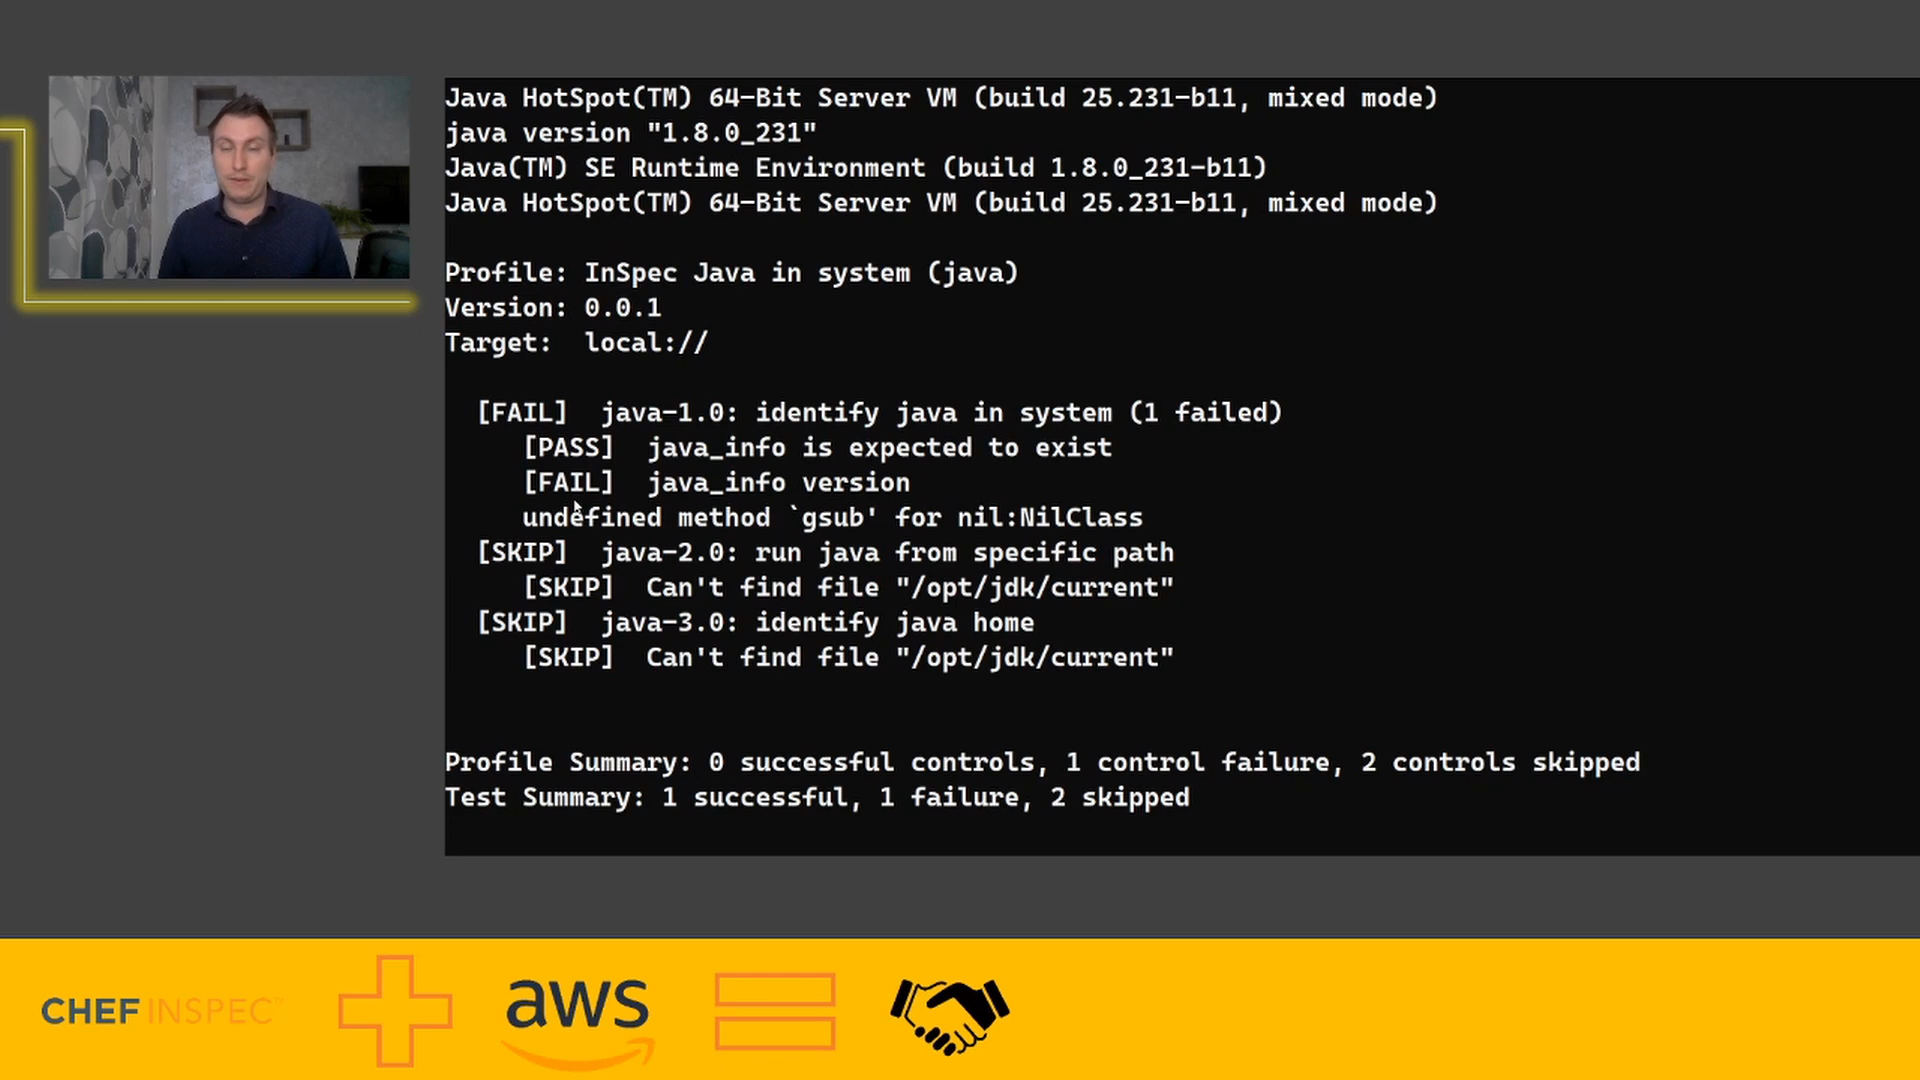 Java HotSpot(TM) 64-Bit Server VM (build 25.231-b11, mixed mode)
java version "1.8.0_231"
Java(TM) SE Runtime Environment (build 1.8.0_231-b11)
Java HotSpot(TM) 64-Bit Server VM (build 25.231-b11, mixed mode)
Profile: InSpec Java in system (java)
Version: 0.0.1
Target:  local://
[FAIL]  java-1.0: identify java in system (1 failed)
[PASS]  java_info is expected to exist
[FAIL]  java_info version
undefined method `gsub' for nil:NilClass
[SKIP]  java-2.0: run java from specific path
[SKIP]  Can't find file "/opt/jdk/current"
[SKIP]  java-3.0: identify java home
[SKIP]  Can't find file "/opt/jdk/current"
Profile Summary: 0 successful controls, 1 control failure, 2 controls skipped
Test Summary: 1 successful, 1 failure, 2 skipped
CHEF INSPEC™
aws